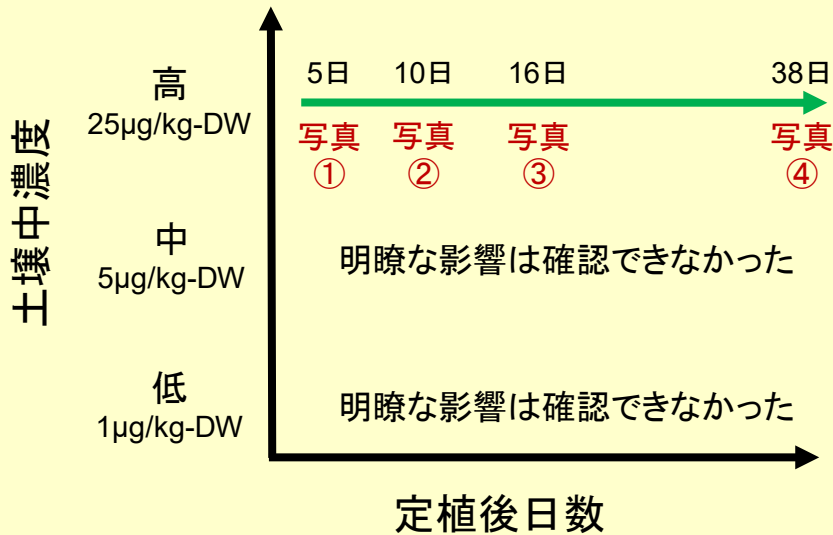 土壌中濃度
高
25µg/kg-DW
5日 10日 16日 38日
写真 写真 写真 写真
① ② ③ ④
中
5µg/kg-DW
明瞭な影響は確認できなかった
低
1µg/kg-DW
明瞭な影響は確認できなかった
定植後日数